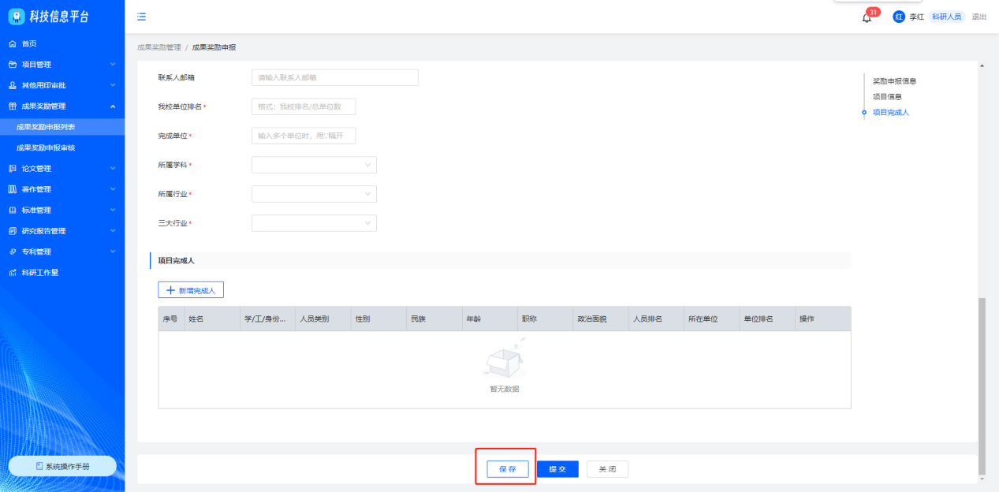 科技信息平台
31
红 李红 科研人员 退出
首页
项目管理
其他用印审批
成果奖励管理
成果奖励申报列表
成果奖励申报审核
论文管理
著作管理
标准管理
研究报告管理
专利管理
科研工作量
系统操作手册
成果奖励管理 / 成果奖励申报
联系人邮箱 请输入联系人邮箱
我校单位排名* 格式：我校排名/总单位数
完成单位* 输入多个单位时，用','隔开
所属学科*
所属行业*
三大行业*
奖励申报信息
项目信息
项目完成人
项目完成人
新增完成人
序号 姓名 学/工/身份... 人员类别 性别 民族 年龄 职称 政治面貌 人员排名 所在单位 单位排名 操作
暂无数据
保存 提交 关闭